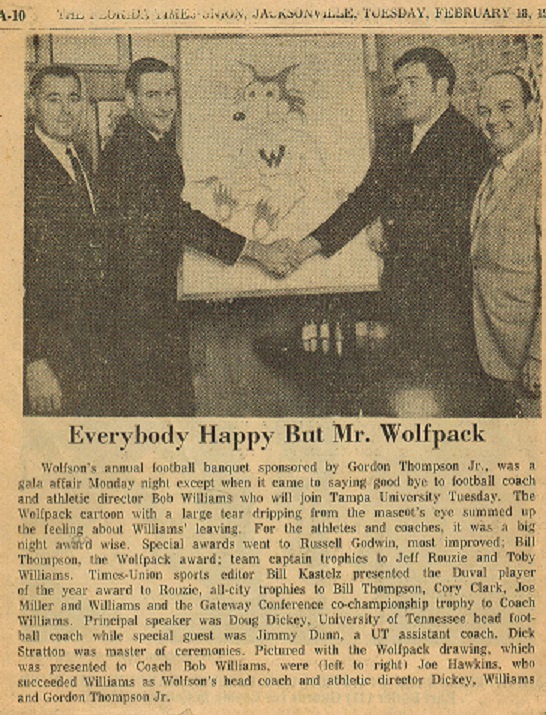 A-10 THE FLORIDA TIMES-UNION, JACKSONVILLE, TUESDAY, FEBRUARY 18,
W
Everybody Happy But Mr. Wolfpack
Wolfson's annual football banquet sponsored by Gordon Thompson Jr., was a
gala affair Monday night except when it came to saying good bye to football coach
and athletic director Bob Williams who will join Tampa University Tuesday. The
Wolfpack cartoon with a large tear dripping from the mascot's eye summed up
the feeling about Williams' leaving. For the athletes and coaches, it was a big
night award wise. Special awards went to Russell Godwin, most improved; Bill
Thompson, the Wolfpack award; team captain trophies to Jeff Rouzie and Toby
Williams. Times-Union sports editor Bill Kastelz presented the Duval player
of the year award to Rouzie, all-city trophies to Bill Thompson, Cory Clark, Joe
Miller and Williams and the Gateway Conference co-championship trophy to Coach
Williams. Principal speaker was Doug Dickey, University of Tennessee head foot-
ball coach while special guest was Jimmy Dunn, a UT assistant coach. Dick
Stratton was master of ceremonies. Pictured with the Wolfpack drawing, which
was presented to Coach Bob Williams, were (left to right) Joe Hawkins, who
succeeded Williams as Wolfson's head coach and athletic director Dickey, Williams
and Gordon Thompson Jr.